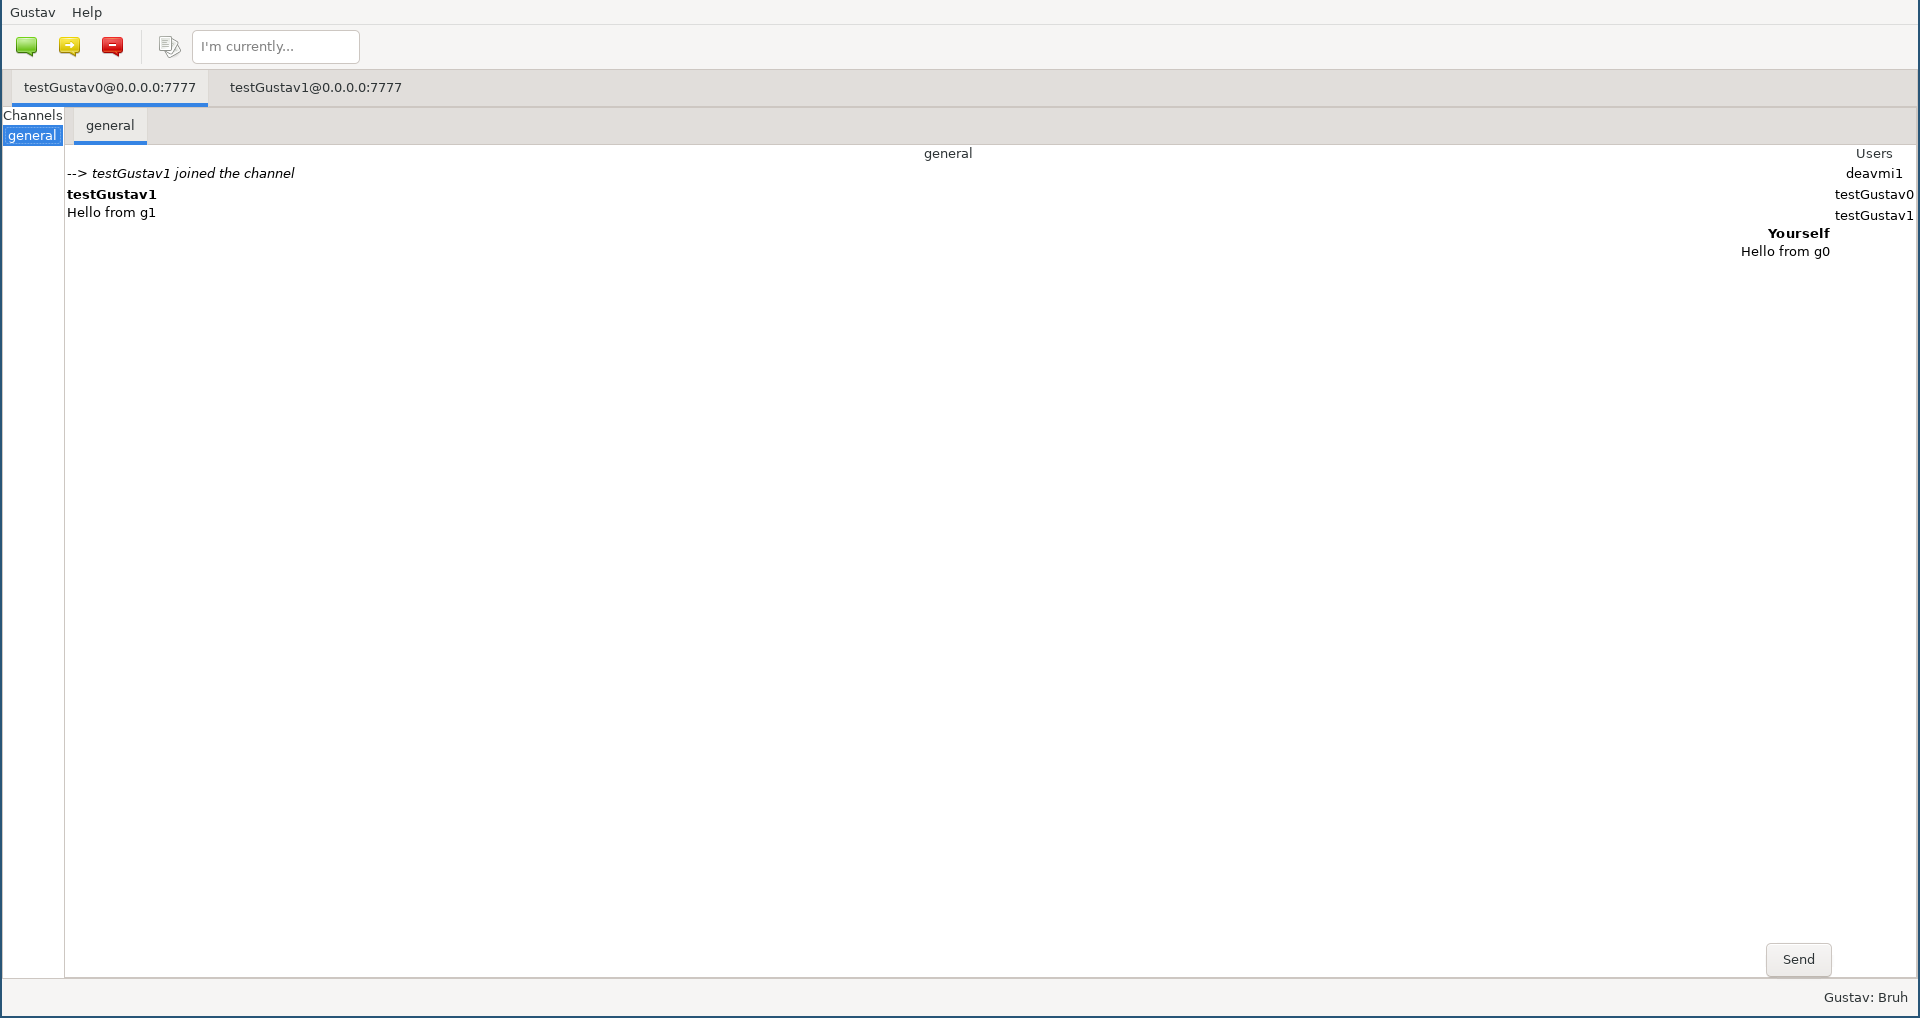 Gustav Help
I'm currently...
testGustav0@0.0.0.0:7777 testGustav1@0.0.0.0:7777
Channels
general
general
general
--> testGustav1 joined the channel
testGustav1
Hello from g1
Yourself
Hello from g0
Users
deavmi1
testGustav0
testGustav1
Send
Gustav: Bruh